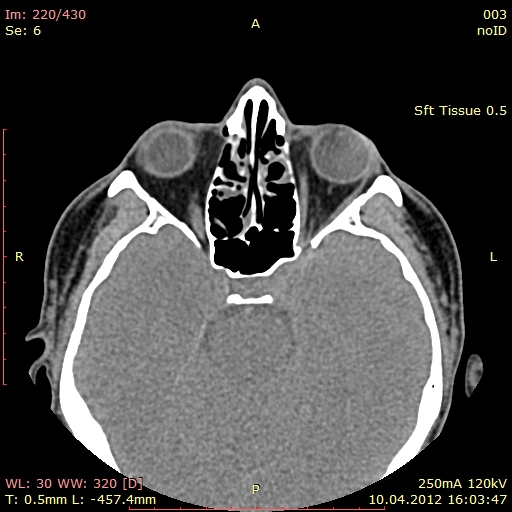 Im: 220/430
Se: 6
A
003
noID
Sft Tissue 0.5
R
L
WL: 30 WW: 320 [D]
T: 0.5mm L: -457.4mm
P
250mA 120kV
10.04.2012 16:03:47